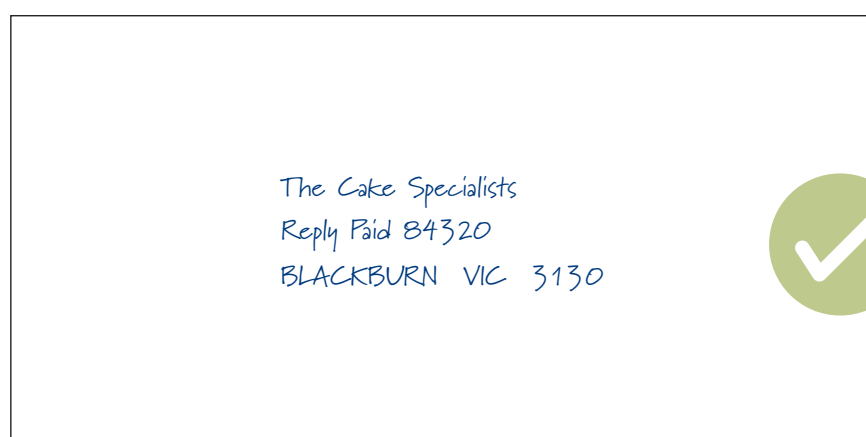 The Cake Specialists
Reply Paid 84320
BLACKBURN VIC 3130